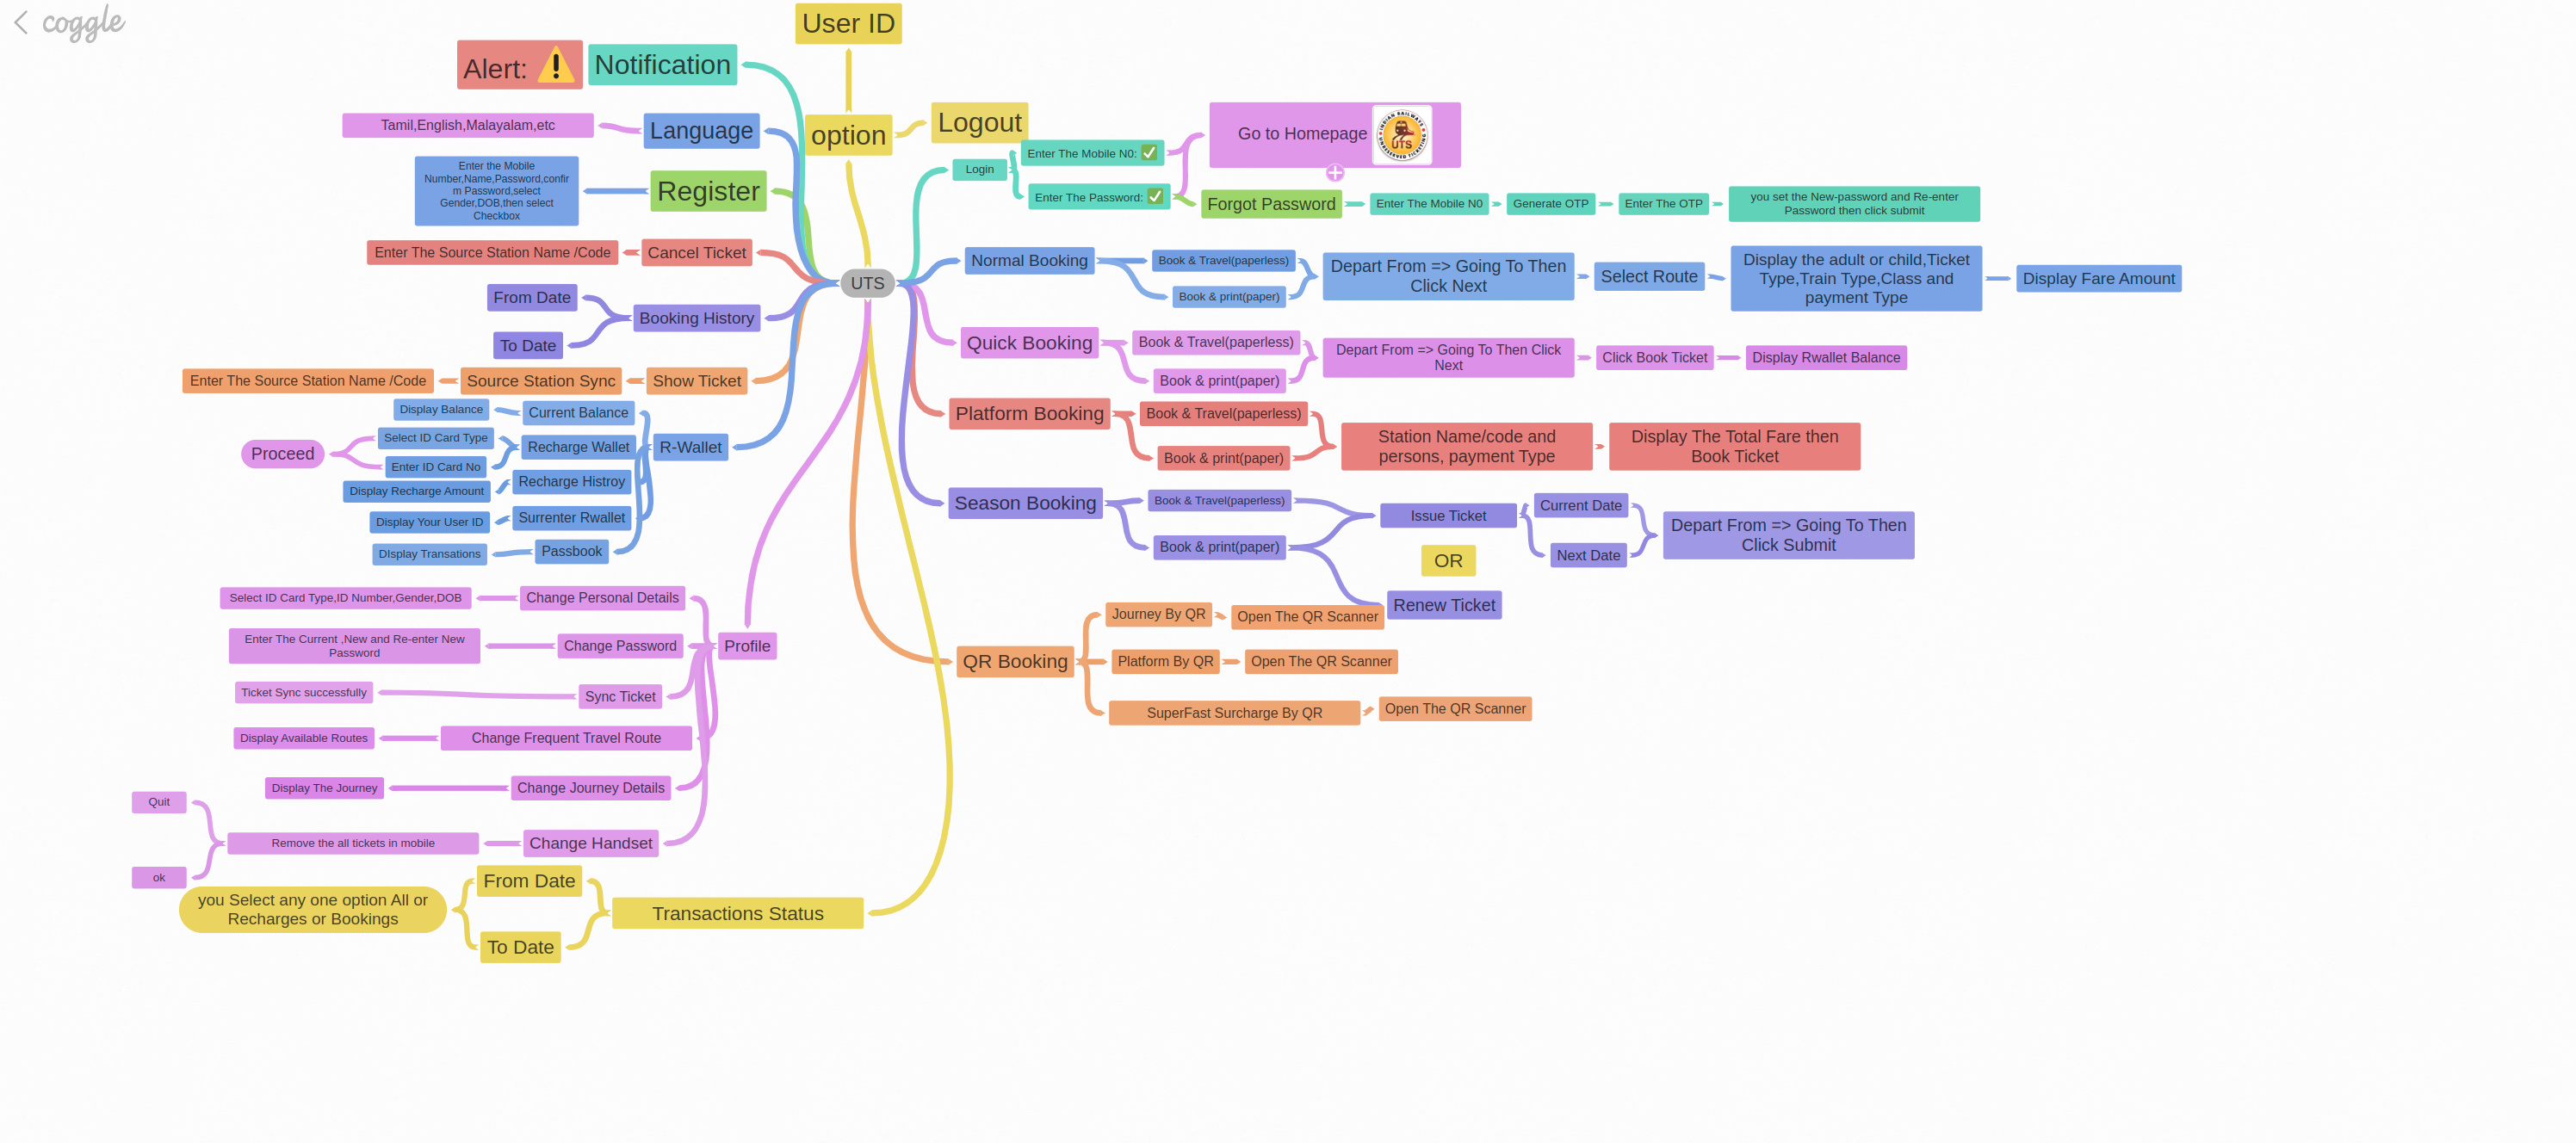 coggle
User ID
Alert: ⚠️
Notification
option
Logout
Tamil,English,Malayalam,etc
Language
Enter the Mobile
Number,Name,Password,confir
m Password,select
Gender,DOB,then select
Checkbox
Register
Enter The Source Station Name /Code
Cancel Ticket
From Date
To Date
Booking History
Enter The Source Station Name /Code
Source Station Sync
Show Ticket
Display Balance
Current Balance
Proceed
Select ID Card Type
Enter ID Card No
Recharge Wallet
R-Wallet
Display Recharge Amount
Recharge Histroy
Display Your User ID
Surrenter Rwallet
DIsplay Transations
Passbook
Select ID Card Type,ID Number,Gender,DOB
Change Personal Details
Enter The Current ,New and Re-enter New
Password
Change Password
Profile
Ticket Sync successfully
Sync Ticket
Display Available Routes
Change Frequent Travel Route
Display The Journey
Change Journey Details
Quit
Remove the all tickets in mobile
Change Handset
ok
From Date
you Select any one option All or
Recharges or Bookings
Transactions Status
To Date
UTS
Login
Enter The Mobile N0: ✅
Enter The Password: ✅
Go to Homepage
INDIAN RAILWAYS
UTS
UNRESERVED TICKETING
Forgot Password
Enter The Mobile N0
Generate OTP
Enter The OTP
you set the New-password and Re-enter
Password then click submit
Normal Booking
Book & Travel(paperless)
Book & print(paper)
Depart From => Going To Then
Click Next
Select Route
Display the adult or child,Ticket
Type,Train Type,Class and
payment Type
Display Fare Amount
Quick Booking
Book & Travel(paperless)
Book & print(paper)
Depart From => Going To Then Click
Next
Click Book Ticket
Display Rwallet Balance
Platform Booking
Book & Travel(paperless)
Book & print(paper)
Station Name/code and
persons, payment Type
Display The Total Fare then
Book Ticket
Season Booking
Book & Travel(paperless)
Book & print(paper)
Issue Ticket
OR
Renew Ticket
Current Date
Next Date
Depart From => Going To Then
Click Submit
QR Booking
Journey By QR
Open The QR Scanner
Platform By QR
Open The QR Scanner
SuperFast Surcharge By QR
Open The QR Scanner